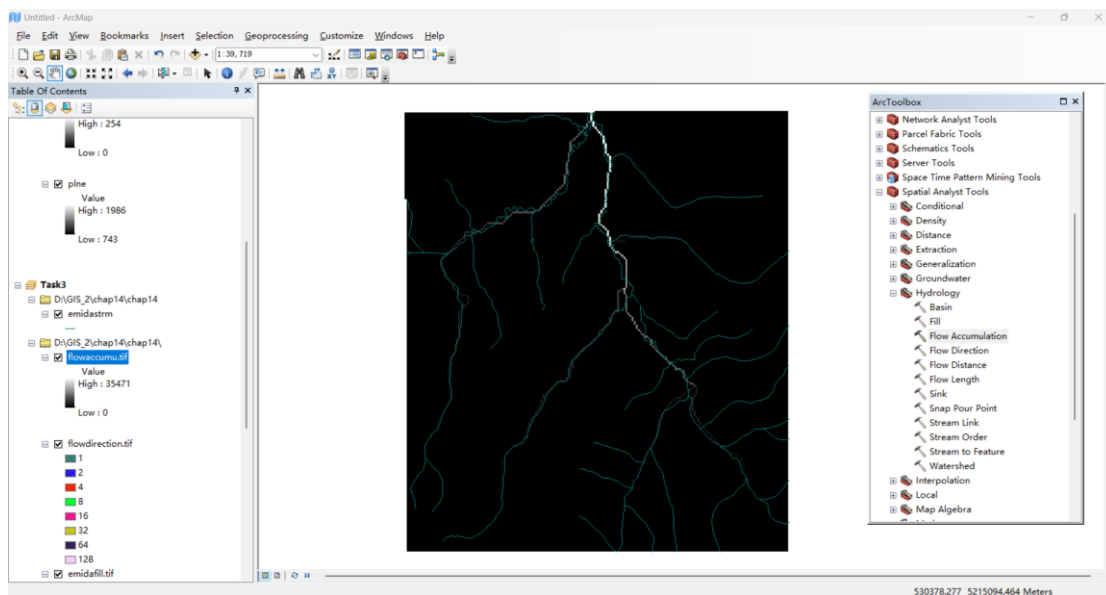 Untitled - ArcMap
File Edit View Bookmarks Insert Selection Geoprocessing Customize Windows Help
1:39,719
Table Of Contents
High : 254
Low : 0
plne
Value
High : 1986
Low : 743
Task3
D:\GIS_2\chap14\chap14
emidastrm
D:\GIS_2\chap14\chap14\
flowaccumu.tif
Value
High : 35471
Low : 0
flowdirection.tif
1
2
4
8
16
32
64
128
emidafill.tif
ArcToolbox
Network Analyst Tools
Parcel Fabric Tools
Schematics Tools
Server Tools
Space Time Pattern Mining Tools
Spatial Analyst Tools
Conditional
Density
Distance
Extraction
Generalization
Groundwater
Hydrology
Basin
Fill
Flow Accumulation
Flow Direction
Flow Distance
Flow Length
Sink
Snap Pour Point
Stream Link
Stream Order
Stream to Feature
Watershed
Interpolation
Local
Map Algebra
530378.277 5215094.464 Meters